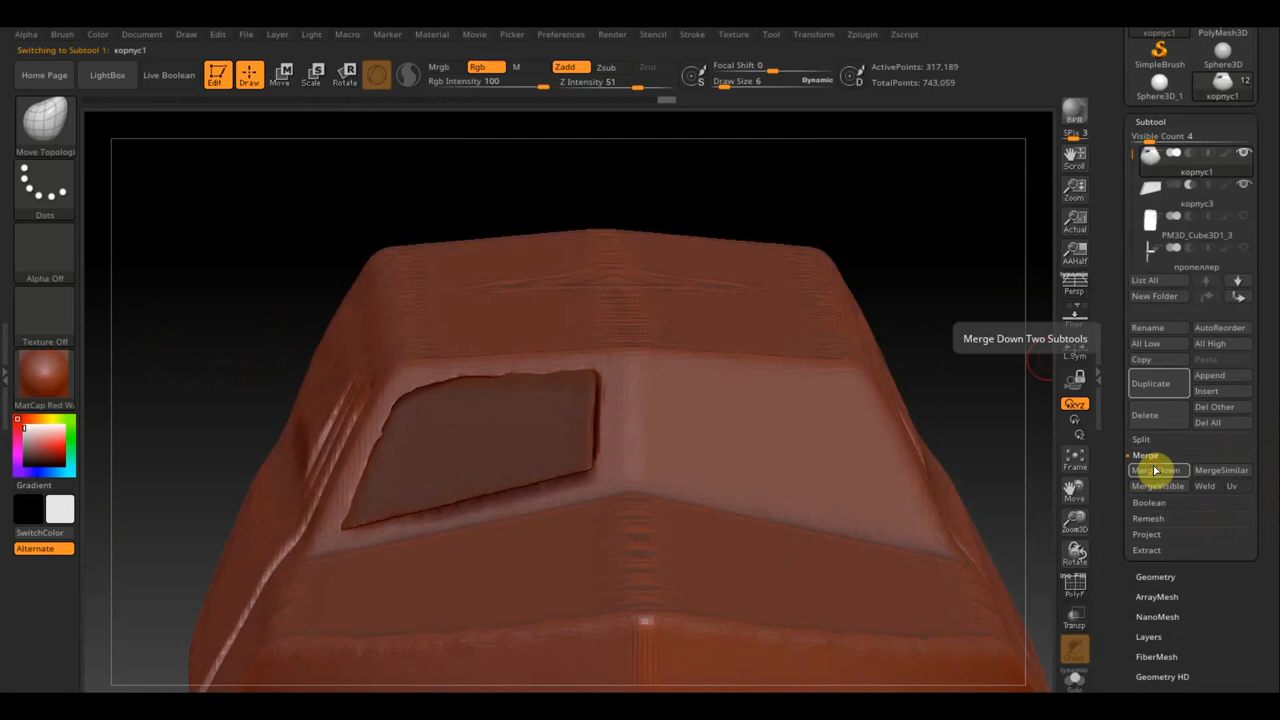 Alpha Brush Color Document Draw Edit File Layer Light Macro Marker Material Movie Picker Preferences Render Stencil Stroke Texture Tool Transform Zplugin Zscript
Switching to Subtool 1: корпус1
Home Page
LightBox
Live Boolean
Edit
Draw
Move
Scale
Rotate
Mrgb
Rgb
M
Rgb Intensity 100
Zadd
Zsub
Zcut
Z Intensity 51
S
Focal Shift 0
Draw Size 6
Dynamic
D
ActivePoints: 317,189
TotalPoints: 743,059
Move Topologic
Dots
Alpha Off
Texture Off
MatCap Red Wa
Gradient
SwitchColor
Alternate
BPR
SPix 3
Scroll
Zoom
Actual
AAHalf
Dynamic
Persp
Floor
L.Sym
XYZ
Y
Z
Frame
Move
Zoom3D
Rotate
PolyF
Transp
Dynamic
Solo
Merge Down Two Subtools
корпус1
PolyMesh3D
SimpleBrush
Sphere3D
12
Sphere3D_1
корпус1
Subtool
Visible Count 4
корпус1
корпус3
PM3D_Cube3D1_3
пропеллер
List All
New Folder
Rename
AutoReorder
All Low
All High
Copy
Paste
Duplicate
Append
Insert
Delete
Del Other
Del All
Split
Merge
MergeSimilar
MergeVisible
Weld
Uv
Boolean
Remesh
Project
Extract
Geometry
ArrayMesh
NanoMesh
Layers
FiberMesh
Geometry HD